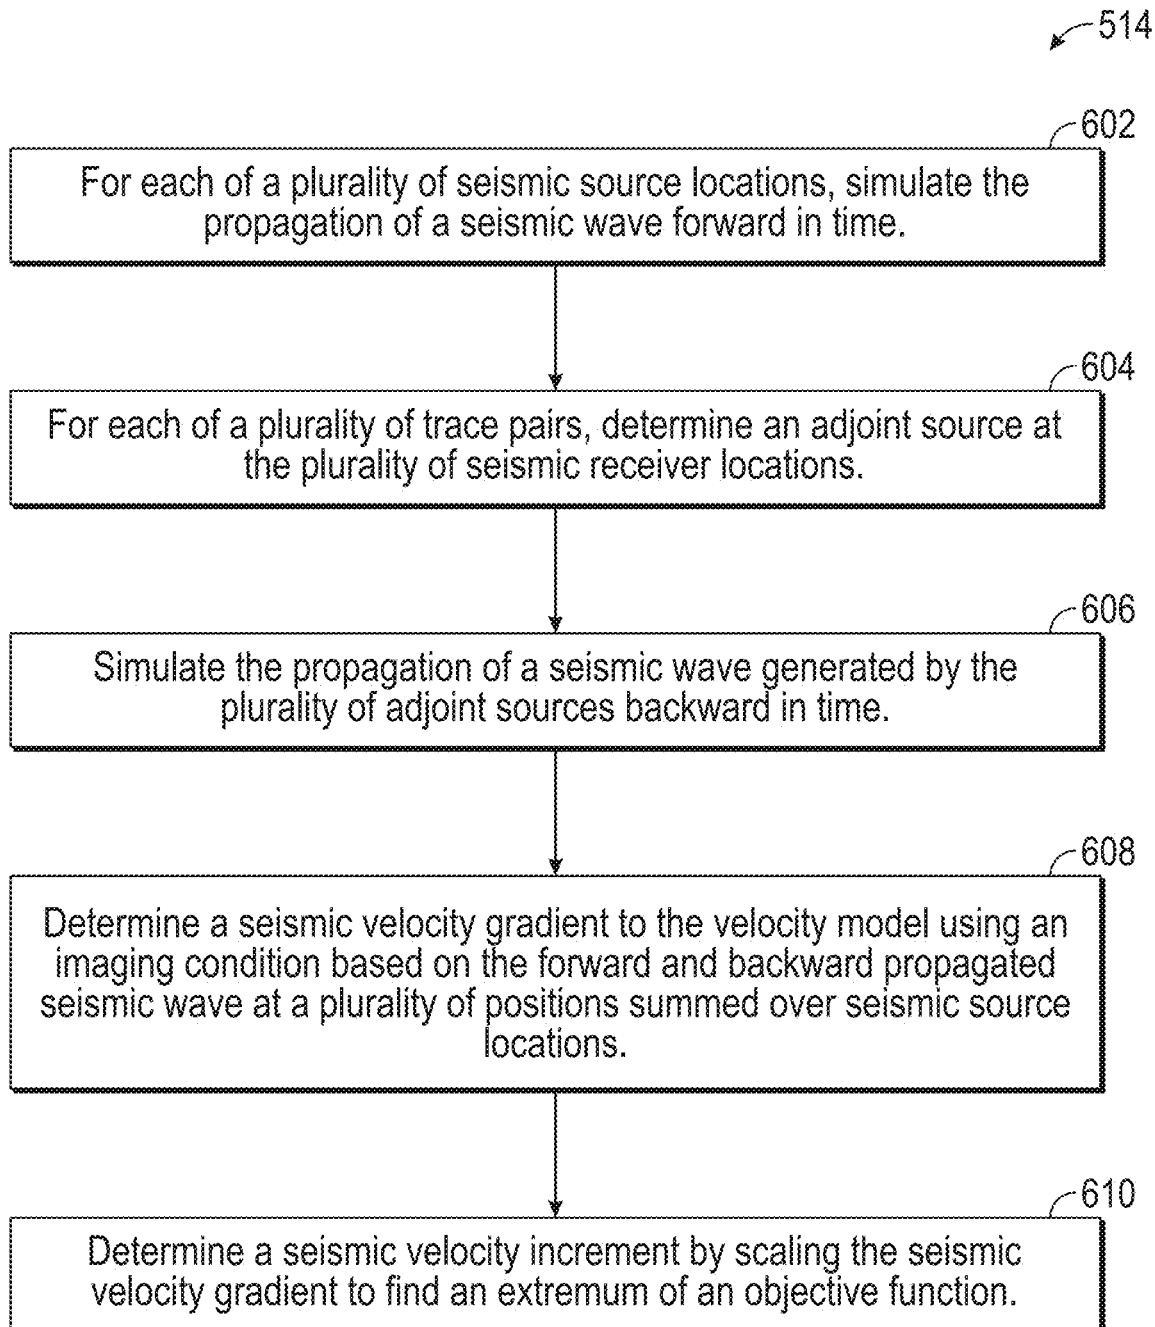 514
602
For each of a plurality of seismic source locations, simulate the
propagation of a seismic wave forward in time.
604
For each of a plurality of trace pairs, determine an adjoint source at
the plurality of seismic receiver locations.
606
Simulate the propagation of a seismic wave generated by the
plurality of adjoint sources backward in time.
608
Determine a seismic velocity gradient to the velocity model using an
imaging condition based on the forward and backward propagated
seismic wave at a plurality of positions summed over seismic source
locations.
610
Determine a seismic velocity increment by scaling the seismic
velocity gradient to find an extremum of an objective function.